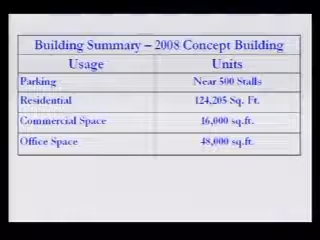 Building Summary – 2008 Concept Building
Usage Units
Parking Near 500 Stalls
Residential 124,205 Sq. Ft.
Commercial Space 16,000 sq.ft.
Office Space 48,000 sq.ft.